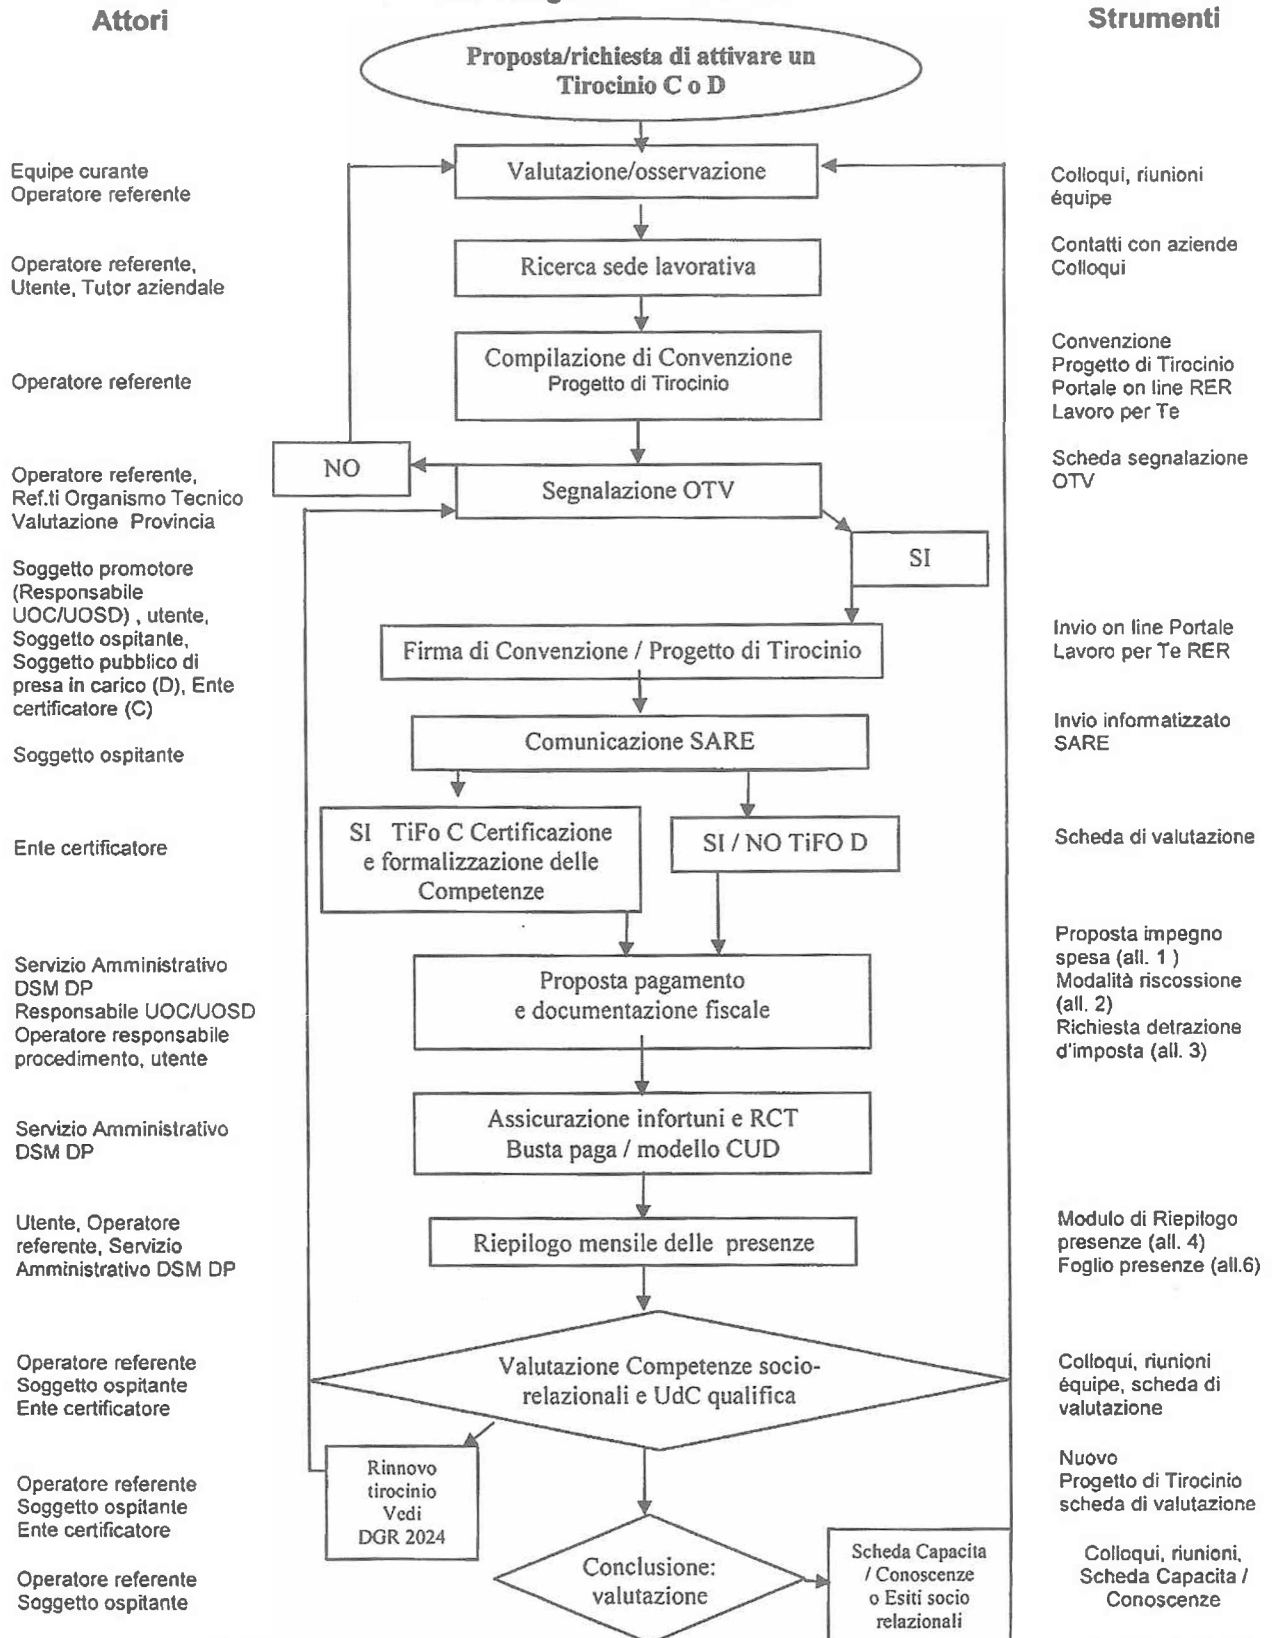 Attori
Strumenti
Proposta/richiesta di attivare un
Tirocinio C o D
Equipe curante
Operatore referente
Valutazione/osservazione
Colloqui, riunioni
équipe
Operatore referente,
Utente, Tutor aziendale
Ricerca sede lavorativa
Contatti con aziende
Colloqui
Operatore referente
Compilazione di Convenzione
Progetto di Tirocinio
Convenzione
Progetto di Tirocinio
Portale on line RER
Lavoro per Te
NO
Operatore referente,
Ref.ti Organismo Tecnico
Valutazione Provincia
Segnalazione OTV
Scheda segnalazione
OTV
SI
Soggetto promotore
(Responsabile
UOC/UOSD) , utente,
Soggetto ospitante,
Soggetto pubblico di
presa in carico (D), Ente
certificatore (C)
Firma di Convenzione / Progetto di Tirocinio
Invio on line Portale
Lavoro per Te RER
Soggetto ospitante
Comunicazione SARE
Invio informatizzato
SARE
Ente certificatore
SI TiFo C Certificazione
e formalizzazione delle
Competenze
SI / NO TiFO D
Scheda di valutazione
Servizio Amministrativo
DSM DP
Responsabile UOC/UOSD
Operatore responsabile
procedimento, utente
Proposta pagamento
e documentazione fiscale
Proposta impegno
spesa (all. 1 )
Modalità riscossione
(all. 2)
Richiesta detrazione
d'imposta (all. 3)
Servizio Amministrativo
DSM DP
Assicurazione infortuni e RCT
Busta paga / modello CUD
Utente, Operatore
referente, Servizio
Amministrativo DSM DP
Riepilogo mensile delle presenze
Modulo di Riepilogo
presenze (all. 4)
Foglio presenze (all.6)
Operatore referente
Soggetto ospitante
Ente certificatore
Valutazione Competenze socio-
relazionali e UdC qualifica
Colloqui, riunioni
équipe, scheda di
valutazione
Operatore referente
Soggetto ospitante
Ente certificatore
Rinnovo
tirocinio
Vedi
DGR 2024
Nuovo
Progetto di Tirocinio
scheda di valutazione
Operatore referente
Soggetto ospitante
Conclusione:
valutazione
Scheda Capacita
/ Conoscenze
o Esiti socio
relazionali
Colloqui, riunioni,
Scheda Capacita /
Conoscenze